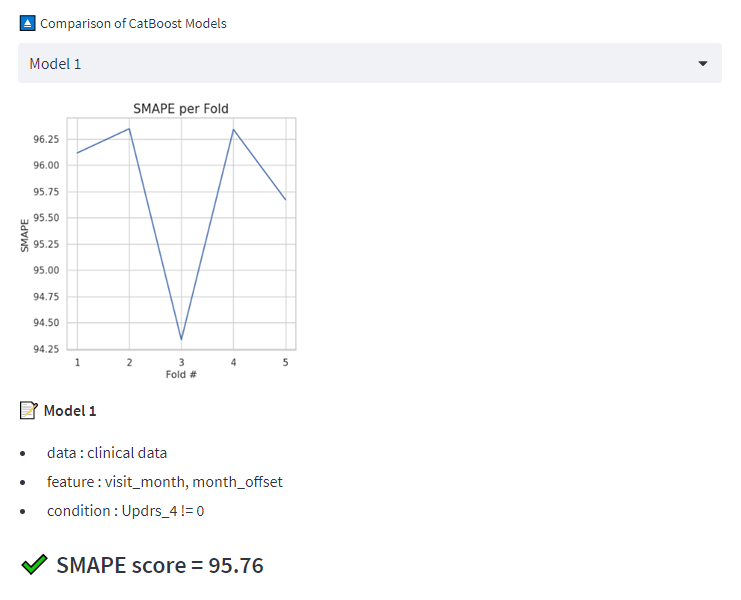 Comparison of CatBoost Models
Model 1
SMAPE per Fold
96.25
96.00
95.75
95.50
95.25
95.00
94.75
94.50
94.25
SMAPE
1 2 3 4 5
Fold #
Model 1
• data : clinical data
• feature : visit_month, month_offset
• condition : Updrs_4 != 0
SMAPE score = 95.76